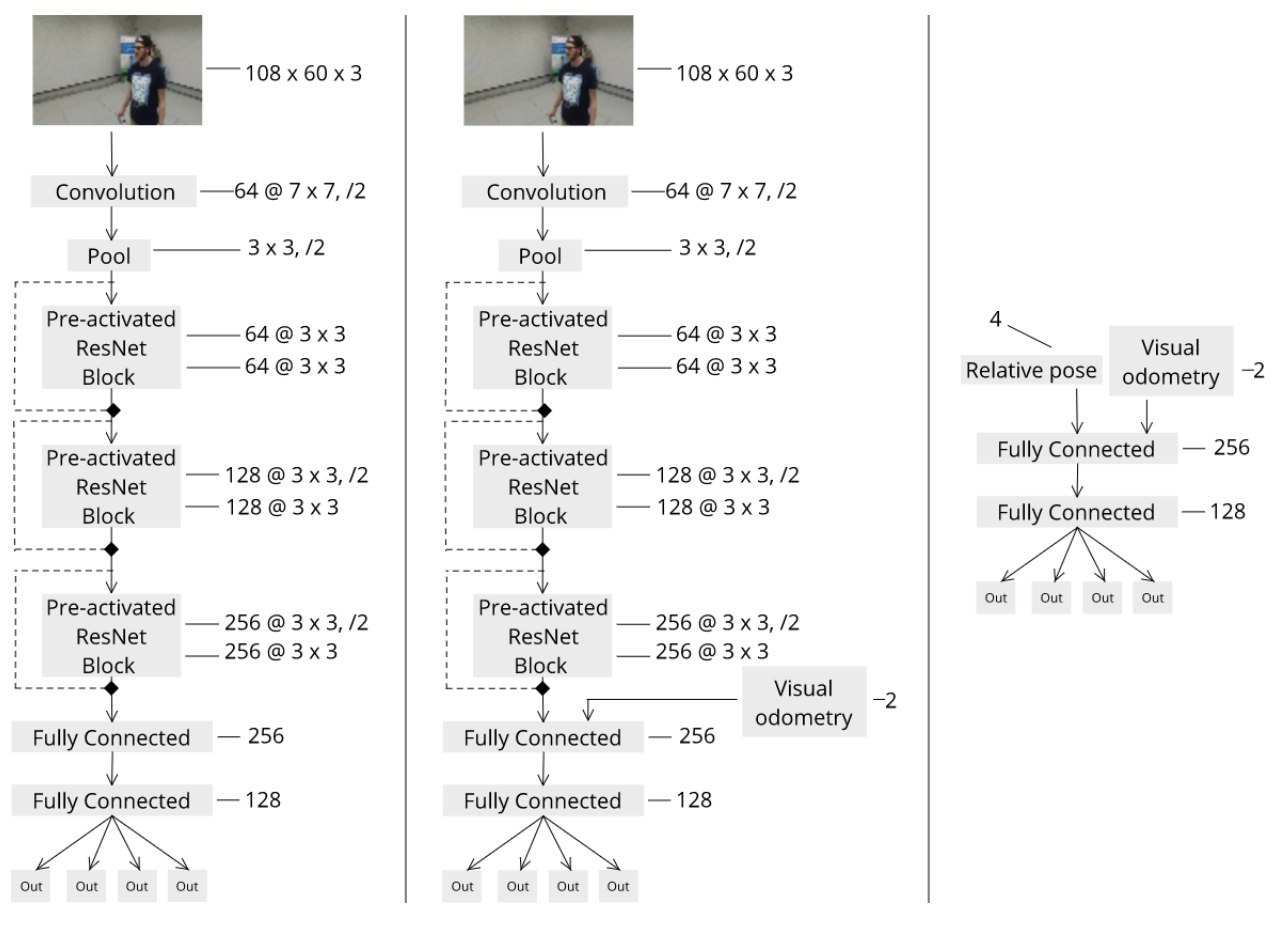 108 x 60 x 3
Convolution
64 @ 7 x 7, /2
Pool
3 x 3, /2
Pre-activated
ResNet
Block
64 @ 3 x 3
64 @ 3 x 3
Pre-activated
ResNet
Block
128 @ 3 x 3, /2
128 @ 3 x 3
Pre-activated
ResNet
Block
256 @ 3 x 3, /2
256 @ 3 x 3
Fully Connected
256
Fully Connected
128
Out Out Out Out
108 x 60 x 3
Convolution
64 @ 7 x 7, /2
Pool
3 x 3, /2
Pre-activated
ResNet
Block
64 @ 3 x 3
64 @ 3 x 3
Pre-activated
ResNet
Block
128 @ 3 x 3, /2
128 @ 3 x 3
Pre-activated
ResNet
Block
256 @ 3 x 3, /2
256 @ 3 x 3
Visual
odometry
2
Fully Connected
256
Fully Connected
128
Out Out Out Out
4
Relative pose
Visual
odometry
2
Fully Connected
256
Fully Connected
128
Out Out Out Out